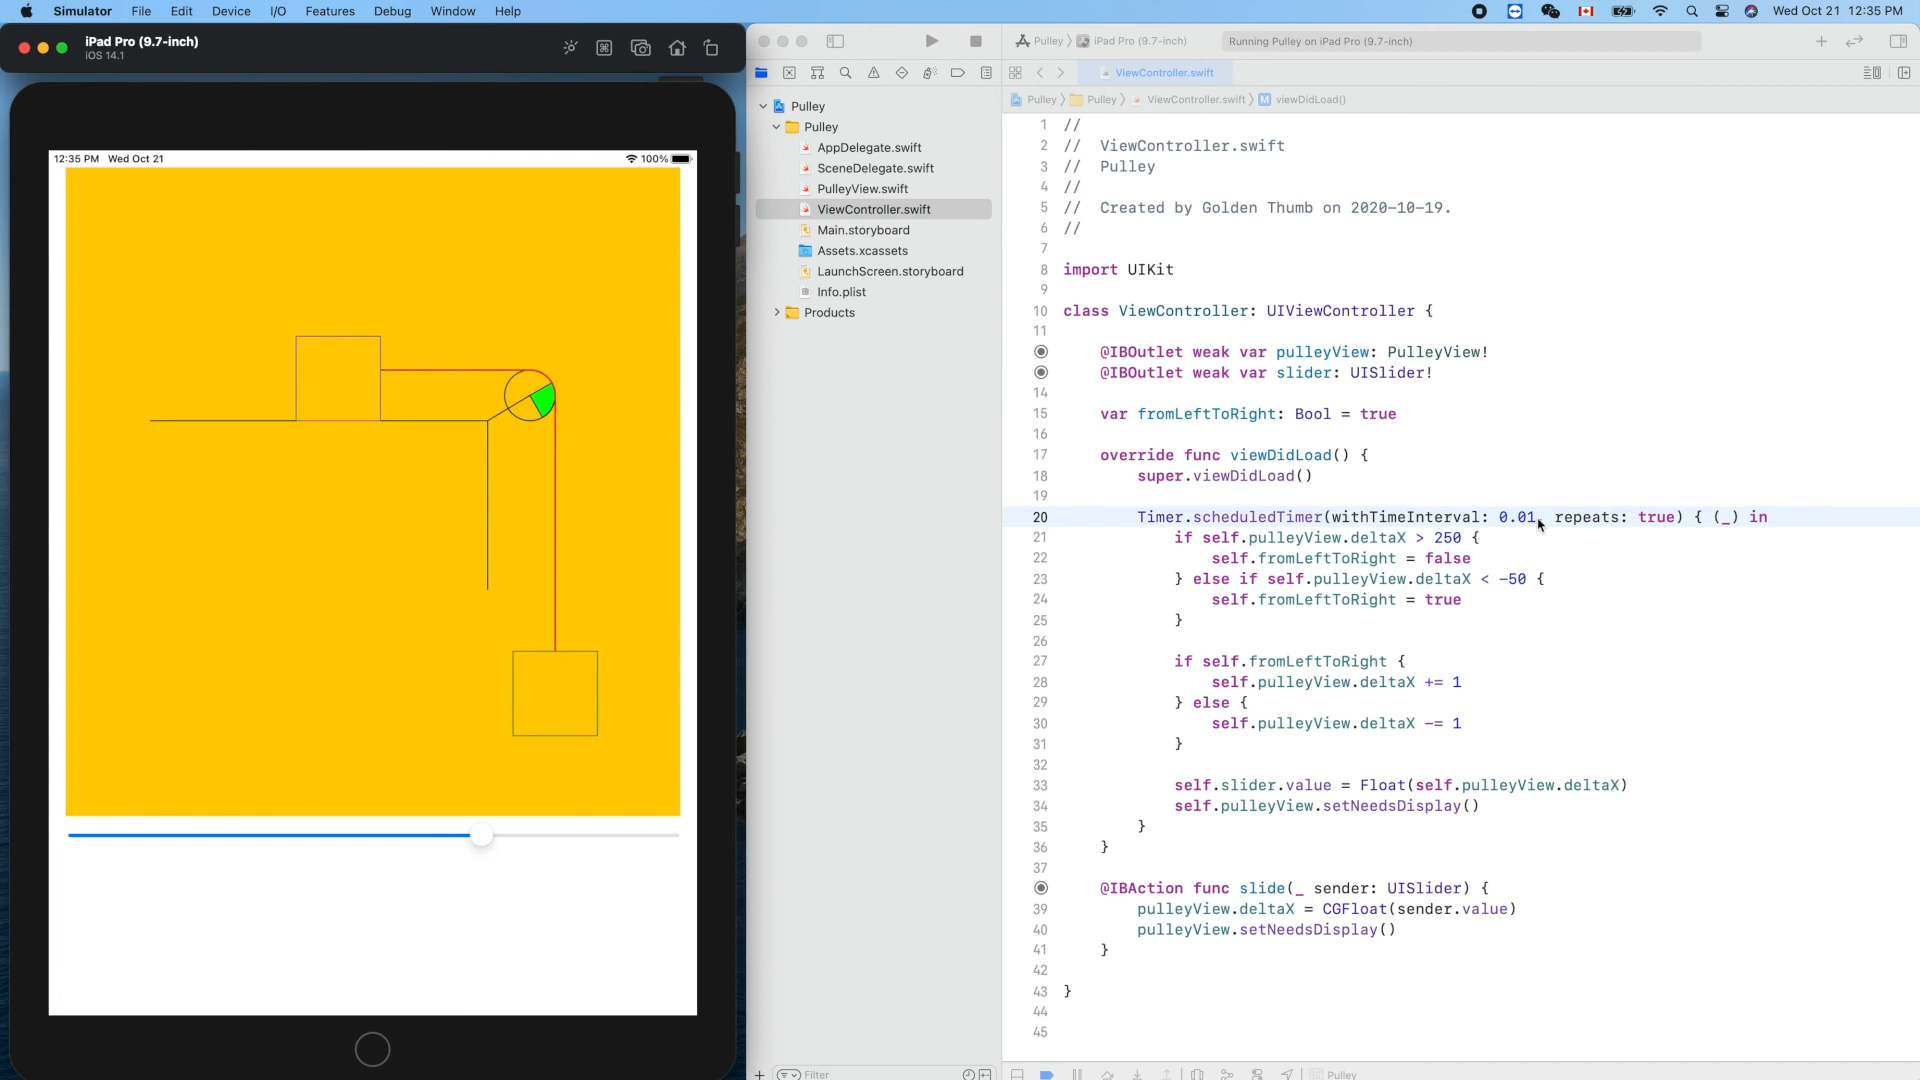 Simulator File Edit Device I/O Features Debug Window Help
Wed Oct 21 12:35 PM
iPad Pro (9.7-inch)
iOS 14.1
12:35 PM Wed Oct 21
100%
Pulley
iPad Pro (9.7-inch)
Running Pulley on iPad Pro (9.7-inch)
ViewController.swift
Pulley
Pulley
AppDelegate.swift
SceneDelegate.swift
PulleyView.swift
ViewController.swift
Main.storyboard
Assets.xcassets
LaunchScreen.storyboard
Info.plist
Products
Filter
Pulley
Pulley
ViewController.swift
M viewDidLoad()
1 //
2 // ViewController.swift
3 // Pulley
4 //
5 // Created by Golden Thumb on 2020-10-19.
6 //
7
8 import UIKit
9
10 class ViewController: UIViewController {
11
@IBOutlet weak var pulleyView: PulleyView!
@IBOutlet weak var slider: UISlider!
14
15 var fromLeftToRight: Bool = true
16
17 override func viewDidLoad() {
18 super.viewDidLoad()
19
20 Timer.scheduledTimer(withTimeInterval: 0.01, repeats: true) { (_) in
21 if self.pulleyView.deltaX > 250 {
22 self.fromLeftToRight = false
23 } else if self.pulleyView.deltaX < -50 {
24 self.fromLeftToRight = true
25 }
26
27 if self.fromLeftToRight {
28 self.pulleyView.deltaX += 1
29 } else {
30 self.pulleyView.deltaX -= 1
31 }
32
33 self.slider.value = Float(self.pulleyView.deltaX)
34 self.pulleyView.setNeedsDisplay()
35 }
36 }
37
@IBAction func slide(_ sender: UISlider) {
39 pulleyView.deltaX = CGFloat(sender.value)
40 pulleyView.setNeedsDisplay()
41 }
42
43 }
44
45
Pulley